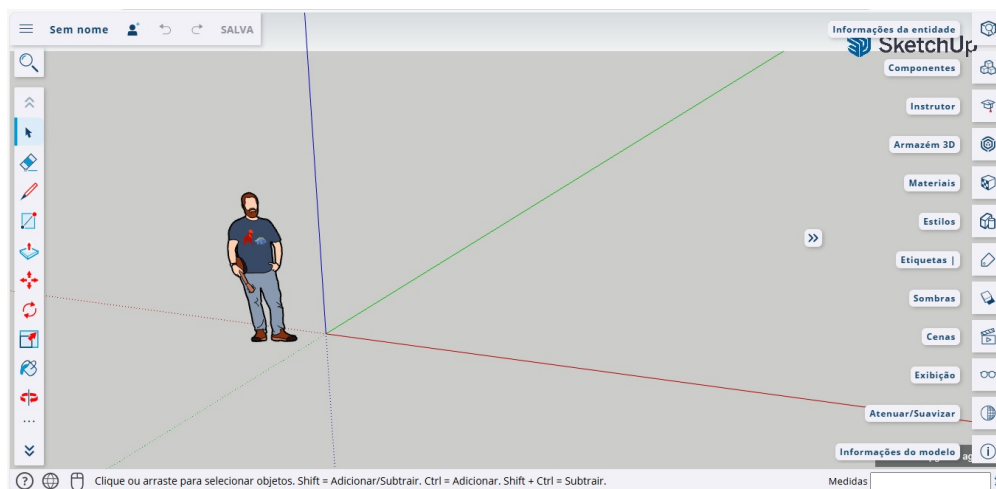 Sem nome
SALVA
Informações da entidade
SketchUp
Componentes
Instrutor
Armazém 3D
Materiais
Estilos
Etiquetas |
Sombras
Cenas
Exibição
Atenuar/Suavizar
Informações do modelo
Clique ou arraste para selecionar objetos. Shift = Adicionar/Subtrair. Ctrl = Adicionar. Shift + Ctrl = Subtrair.
Medidas